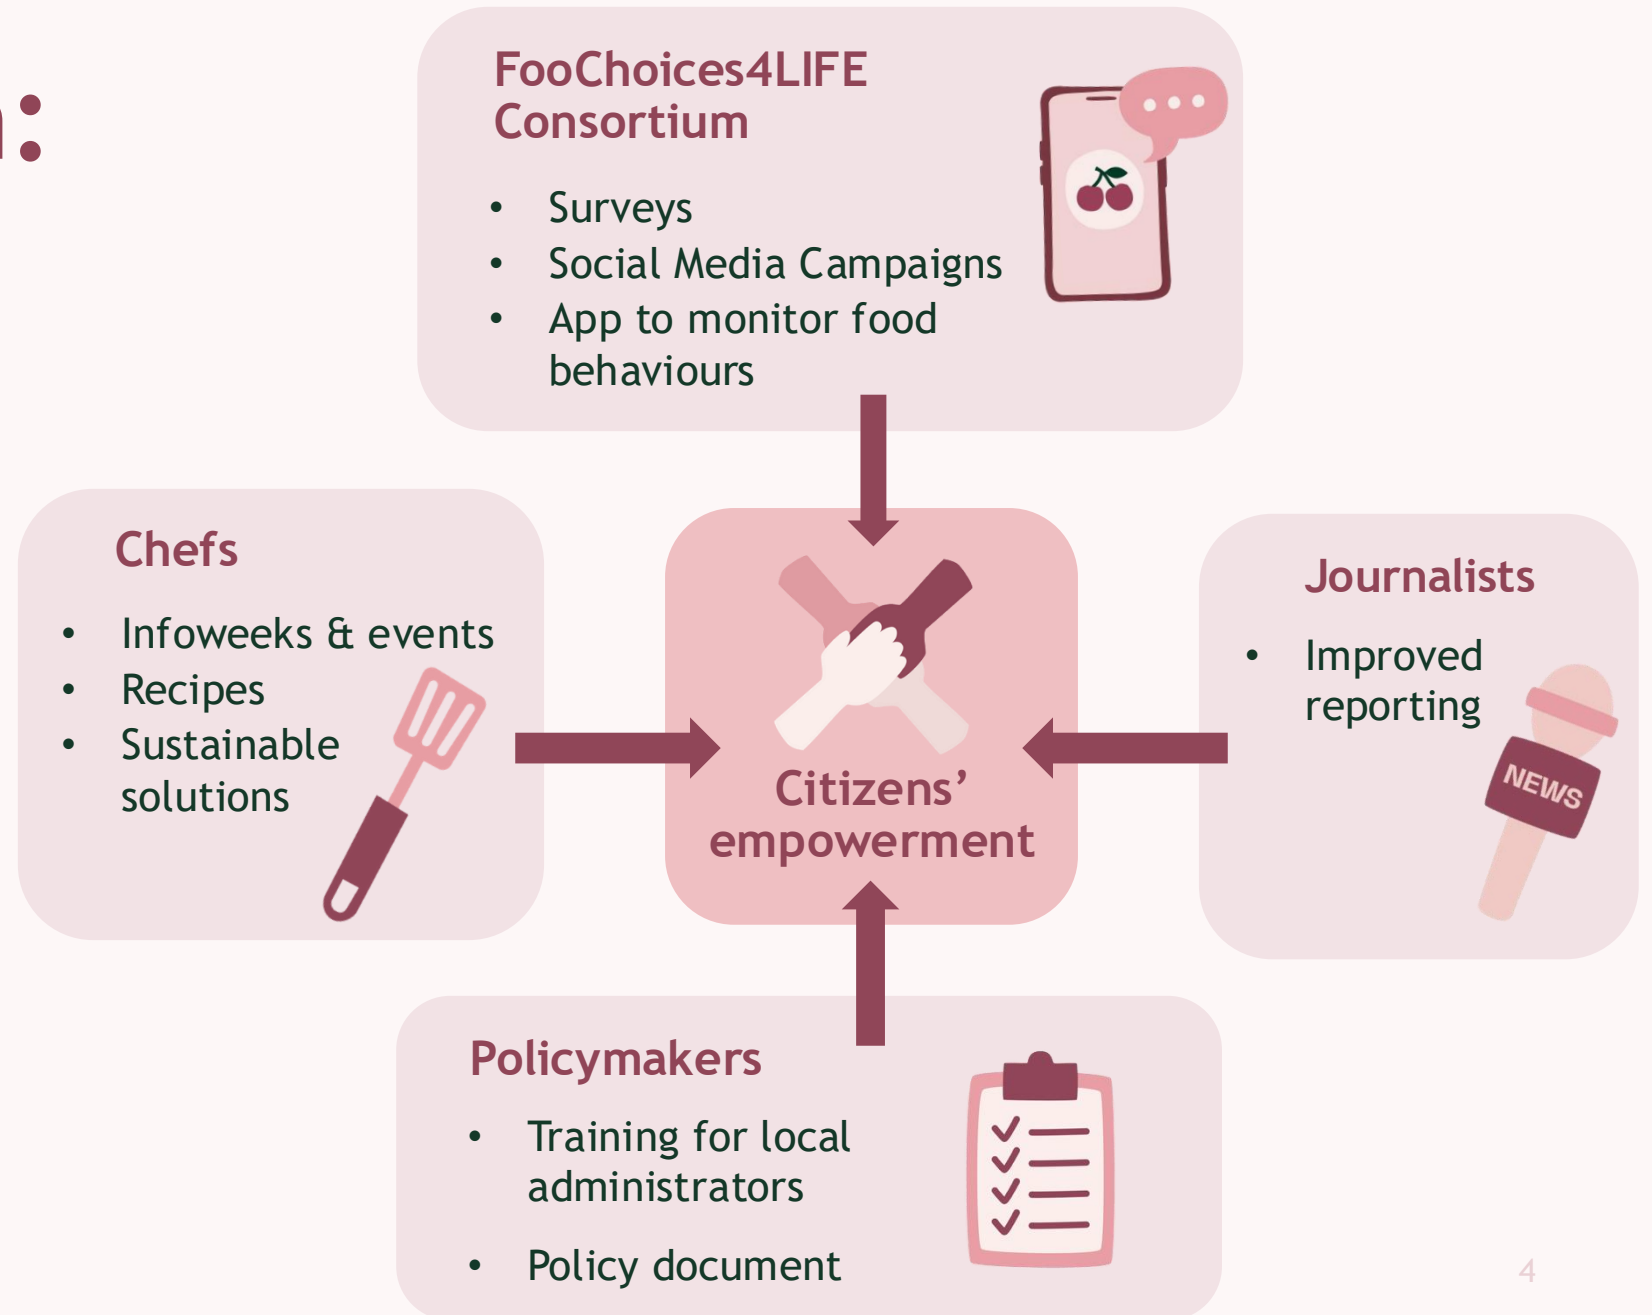 FooChoices4LIFE
Consortium
• Surveys
• Social Media Campaigns
• App to monitor food
behaviours
Chefs
• Infoweeks & events
• Recipes
• Sustainable
solutions
Citizens’
empowerment
Journalists
• Improved
reporting
NEWS
Policymakers
• Training for local
administrators
• Policy document
4